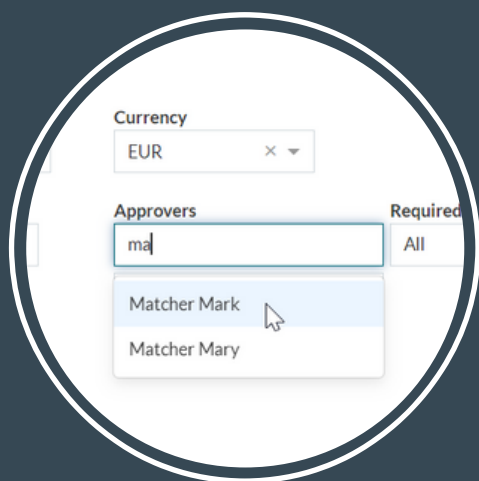 Currency
EUR
Approvers
Required
ma
All
Matcher Mark
Matcher Mary